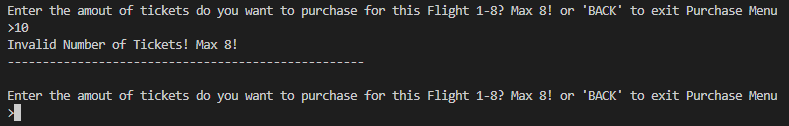 Enter the amout of tickets do you want to purchase for this Flight 1-8? Max 8! or 'BACK' to exit Purchase Menu
>10
Invalid Number of Tickets! Max 8!
---------------------------------------------------
Enter the amout of tickets do you want to purchase for this Flight 1-8? Max 8! or 'BACK' to exit Purchase Menu
>